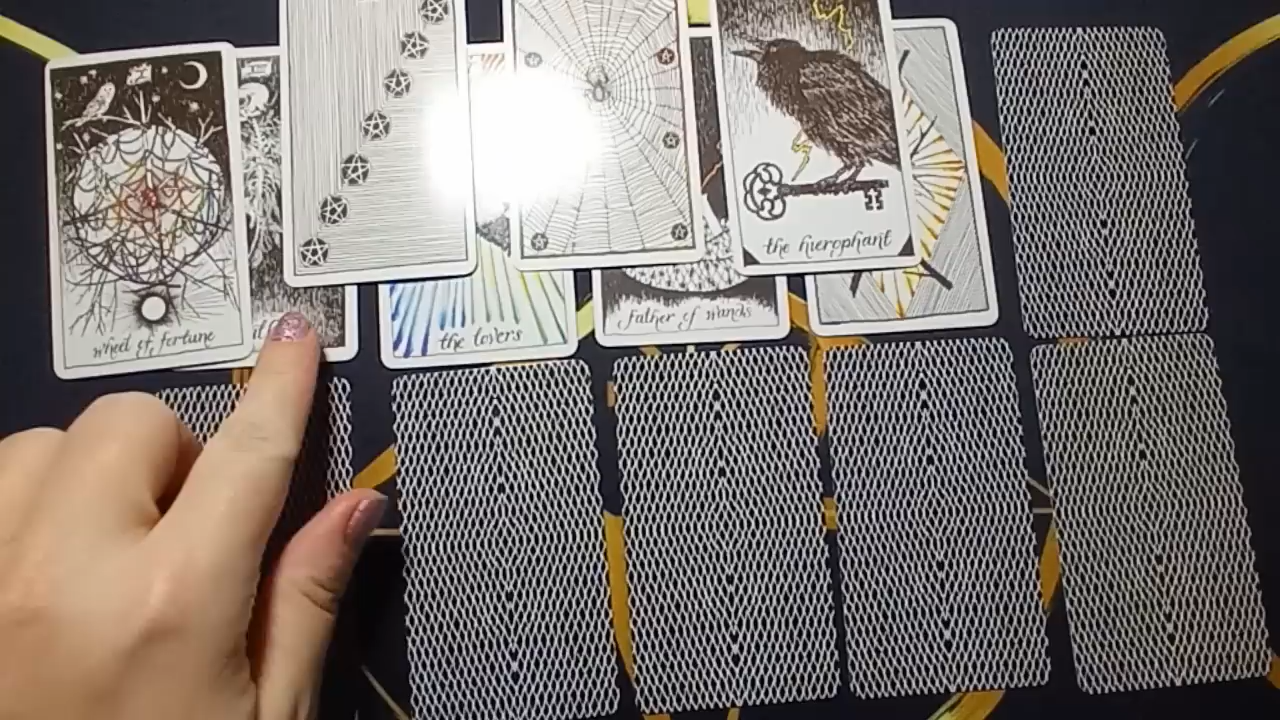 the hierophant
wheel of fortune
the lovers
father of wands